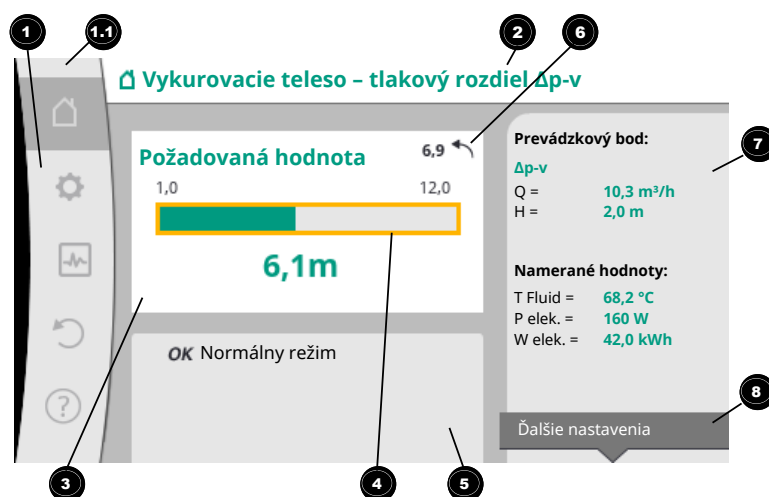 1
1.1
2
6
Vykurovacie teleso – tlakový rozdiel Δp-v
Požadovaná hodnota
6,9
1,0
12,0
6,1m
OK Normálny režim
Prevádzkový bod:
7
Δp-v
Q = 10,3 m³/h
H = 2,0 m
Namerané hodnoty:
T Fluid = 68,2 °C
P elek. = 160 W
W elek. = 42,0 kWh
?
8
Ďalšie nastavenia
3
4
5